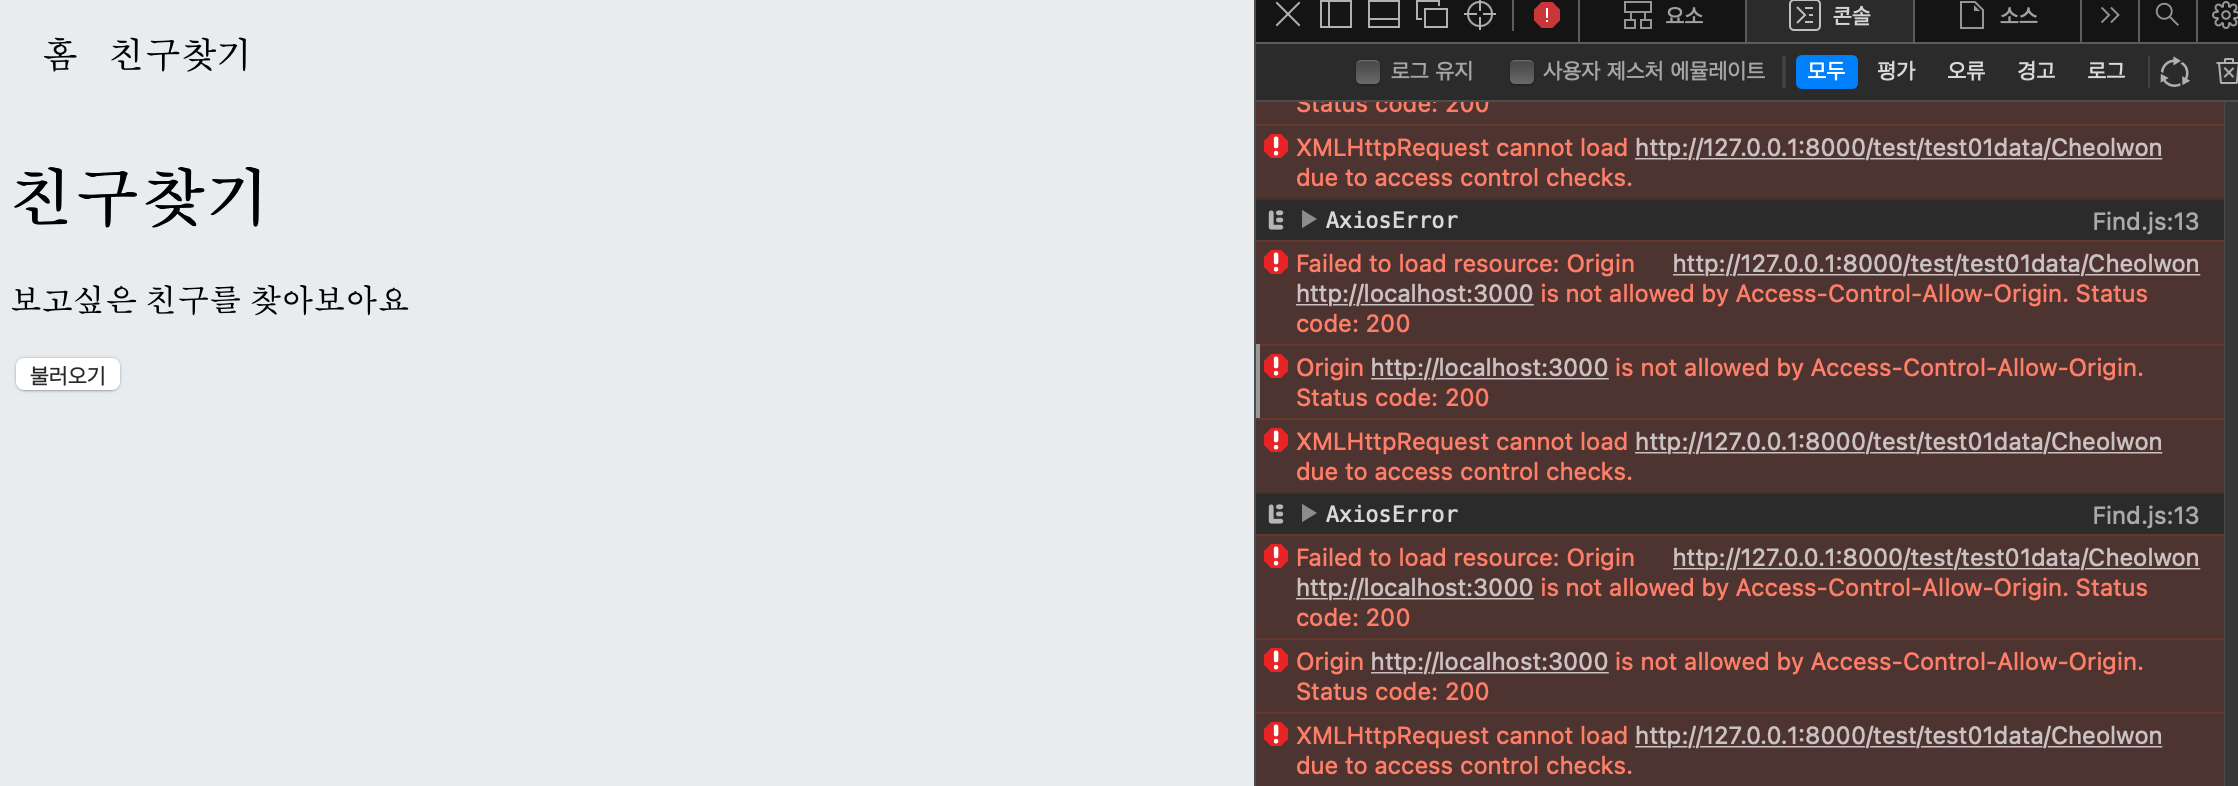 홈 친구찾기
친구찾기
보고싶은 친구를 찾아보아요
불러오기
요소 콘솔 소스
로그 유지 사용자 제스처 에뮬레이트 모두 평가 오류 경고 로그
Status code: 200
XMLHttpRequest cannot load http://127.0.0.1:8000/test/test01data/Cheolwon
due to access control checks.
AxiosError Find.js:13
Failed to load resource: Origin http://127.0.0.1:8000/test/test01data/Cheolwon
http://localhost:3000 is not allowed by Access-Control-Allow-Origin. Status
code: 200
Origin http://localhost:3000 is not allowed by Access-Control-Allow-Origin.
Status code: 200
XMLHttpRequest cannot load http://127.0.0.1:8000/test/test01data/Cheolwon
due to access control checks.
AxiosError Find.js:13
Failed to load resource: Origin http://127.0.0.1:8000/test/test01data/Cheolwon
http://localhost:3000 is not allowed by Access-Control-Allow-Origin. Status
code: 200
Origin http://localhost:3000 is not allowed by Access-Control-Allow-Origin.
Status code: 200
XMLHttpRequest cannot load http://127.0.0.1:8000/test/test01data/Cheolwon
due to access control checks.